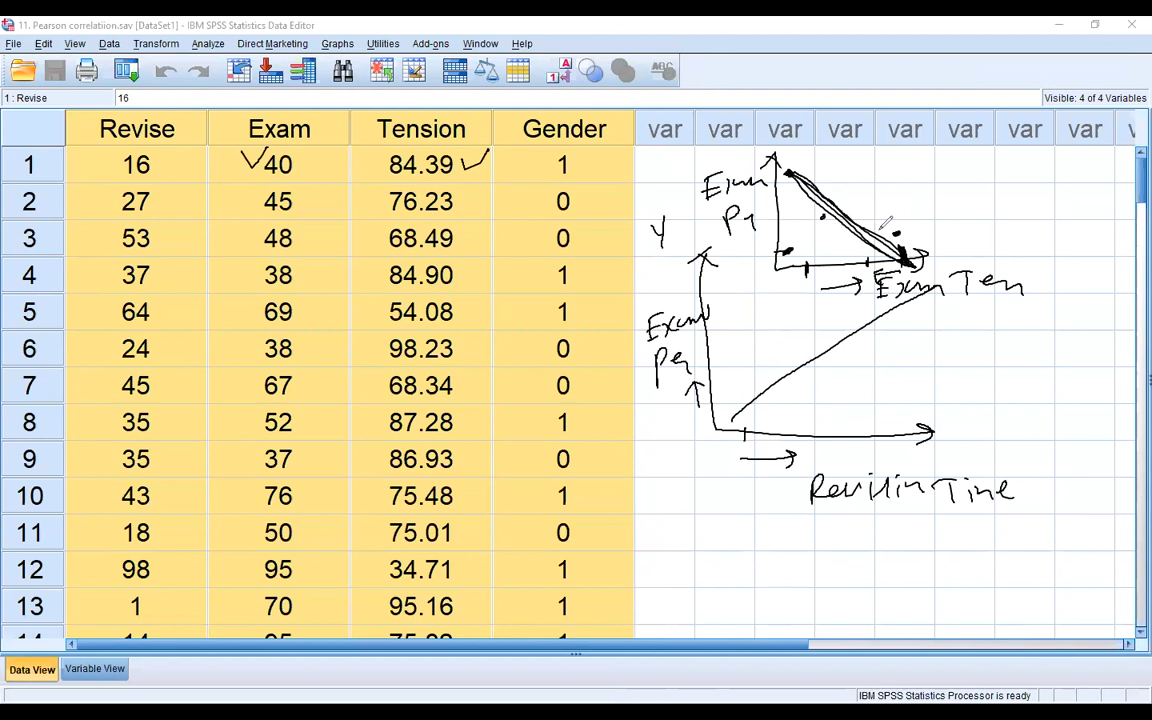 11. Pearson correlatiion.sav [DataSet1] - IBM SPSS Statistics Data Editor
File Edit View Data Transform Analyze Direct Marketing Graphs Utilities Add-ons Window Help
1 : Revise 16 Visible: 4 of 4 Variables
Revise Exam Tension Gender var var var var var var var var
1 16 40 84.39 1
2 27 45 76.23 0
3 53 48 68.49 0
4 37 38 84.90 1
5 64 69 54.08 1
6 24 38 98.23 0
7 45 67 68.34 0
8 35 52 87.28 1
9 35 37 86.93 0
10 43 76 75.48 1
11 18 50 75.01 0
12 98 95 34.71 1
13 1 70 95.16 1
Exam
Y
Exam Ten
Exam
Per
Time
Data View Variable View
IBM SPSS Statistics Processor is ready